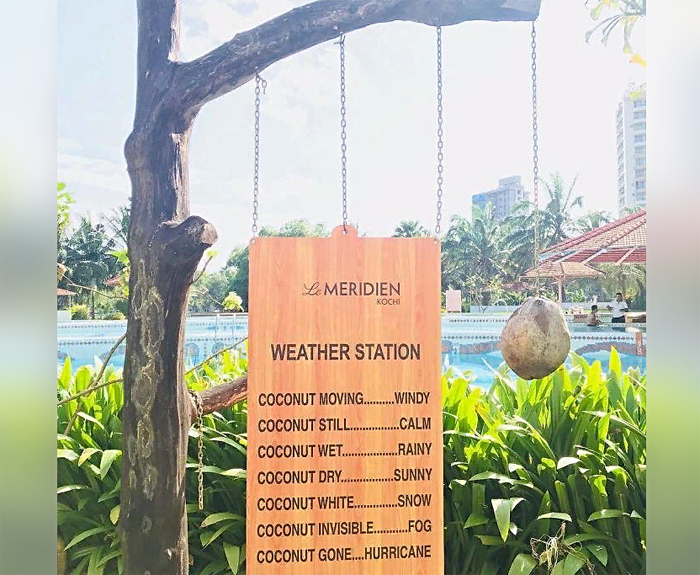 Le MERIDIEN
KOCHI
WEATHER STATION
COCONUT MOVING..........WINDY
COCONUT STILL................CALM
COCONUT WET..................RAINY
COCONUT DRY................SUNNY
COCONUT WHITE.............SNOW
COCONUT INVISIBLE..........FOG
COCONUT GONE....HURRICANE